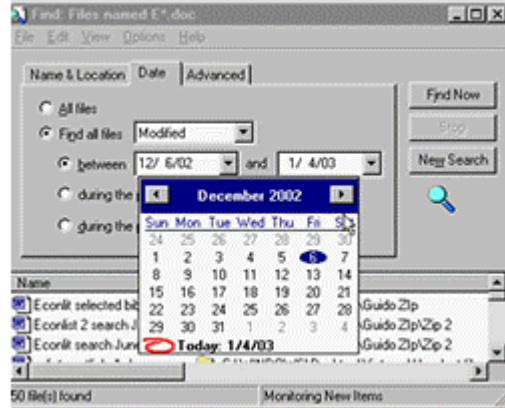 Find: Files named E*.doc
File Edit View Options Help
Name & Location Date Advanced
All files
Find all files Modified
between 12/ 6/02 and 1/ 4/03
during the
during the
Find Now
Stop
New Search
December 2002
Sun Mon Tue Wed Thu Fri
24 25 26 27 28 29 30
1 2 3 4 5 6 7
8 9 10 11 12 13 14
15 16 17 18 19 20 21
22 23 24 25 26 27 28
29 30 31 1 2 3 4
Today: 1/4/03
Name
Econlit selected \Guido ZIp
Econlist 2 search \Guido ZIp\Zip 2
Econlit search June \Guido ZIp\Zip 2
50 file(s) found Monitoring New Items